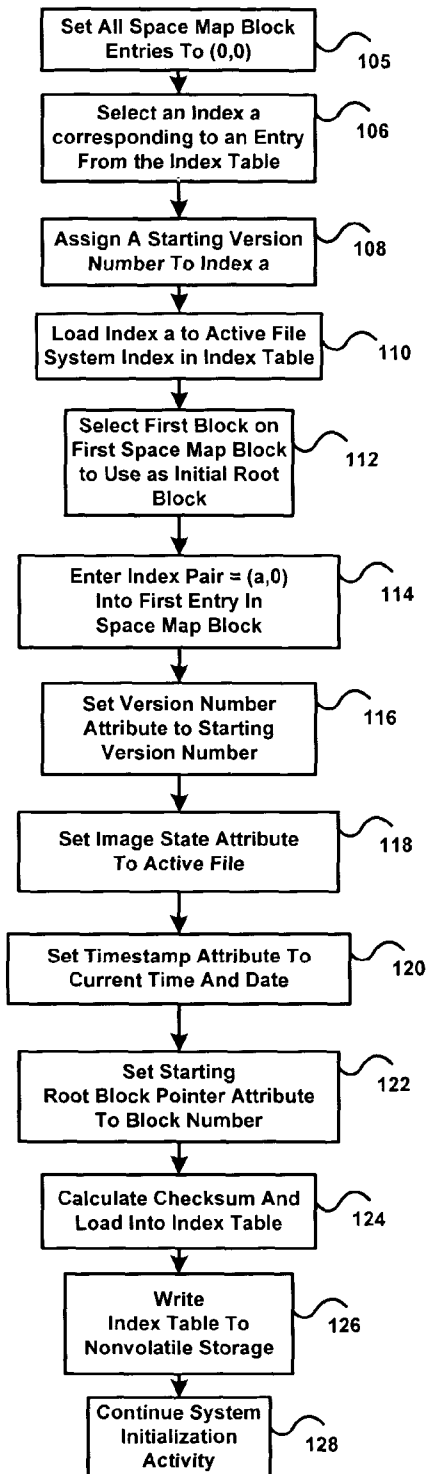 Set All Space Map Block
Entries To (0,0)
105
Select an Index a
corresponding to an Entry
From the Index Table
106
Assign A Starting Version
Number To Index a
108
Load Index a to Active File
System Index in Index Table
110
Select First Block on
First Space Map Block
to Use as Initial Root
Block
112
Enter Index Pair = (a,0)
Into First Entry In
Space Map Block
114
Set Version Number
Attribute to Starting
Version Number
116
Set Image State Attribute
To Active File
118
Set Timestamp Attribute To
Current Time And Date
120
Set Starting
Root Block Pointer Attribute
To Block Number
122
Calculate Checksum And
Load Into Index Table
124
Write
Index Table To
Nonvolatile Storage
126
Continue System
Initialization
Activity
128